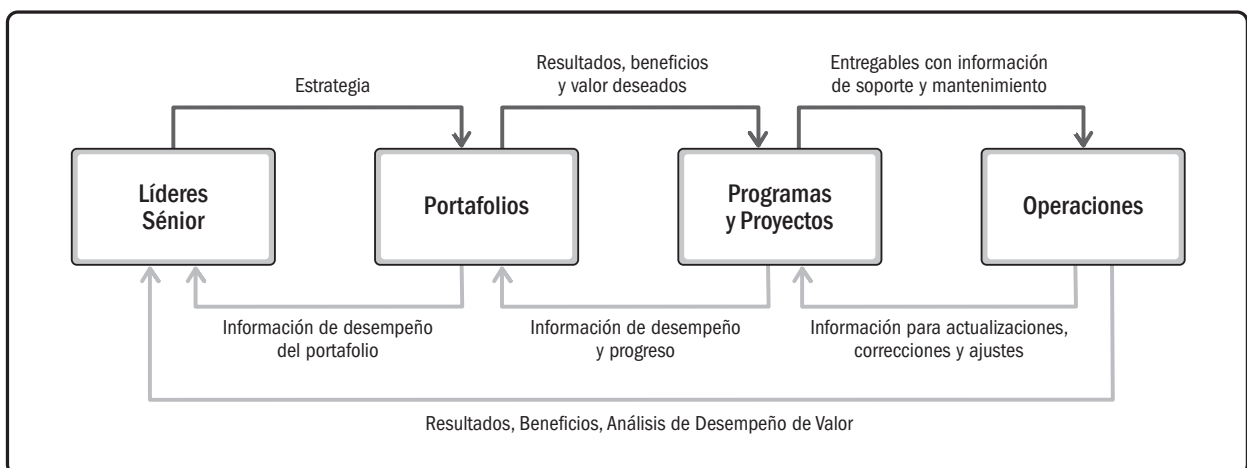 Estrategia
Resultados, beneficios
y valor deseados
Entregables con información
de soporte y mantenimiento
Líderes
Sénior
Portafolios
Programas
y Proyectos
Operaciones
Información de desempeño
del portafolio
Información de desempeño
y progreso
Información para actualizaciones,
correcciones y ajustes
Resultados, Beneficios, Análisis de Desempeño de Valor